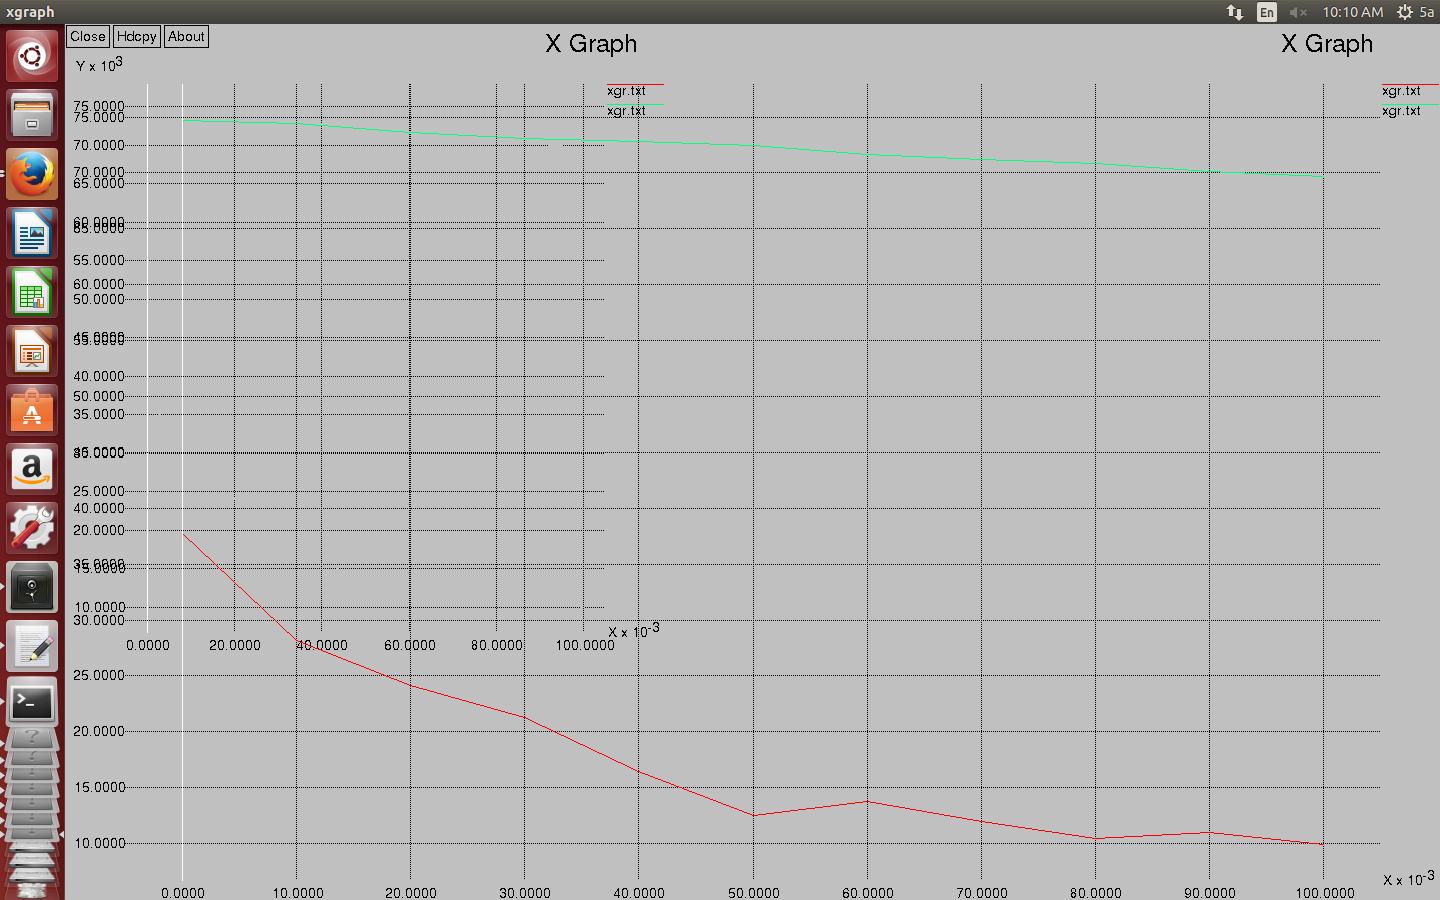 xgraph
En
10:10 AM
5a
Close
Hdcpy
About
X Graph
X Graph
Y x 10^3
xgr.txt
xgr.txt
xgr.txt
xgr.txt
75.0000
75.0000
70.0000
70.0000
65.0000
60.0000
65.0000
55.0000
60.0000
50.0000
45.0000
55.0000
40.0000
50.0000
35.0000
45.0000
25.0000
40.0000
20.0000
35.0000
15.0000
10.0000
30.0000
X x 10^-3
0.0000 20.0000 40.0000 60.0000 80.0000 100.0000
25.0000
20.0000
15.0000
10.0000
X x 10^-3
0.0000 10.0000 20.0000 30.0000 40.0000 50.0000 60.0000 70.0000 80.0000 90.0000 100.0000